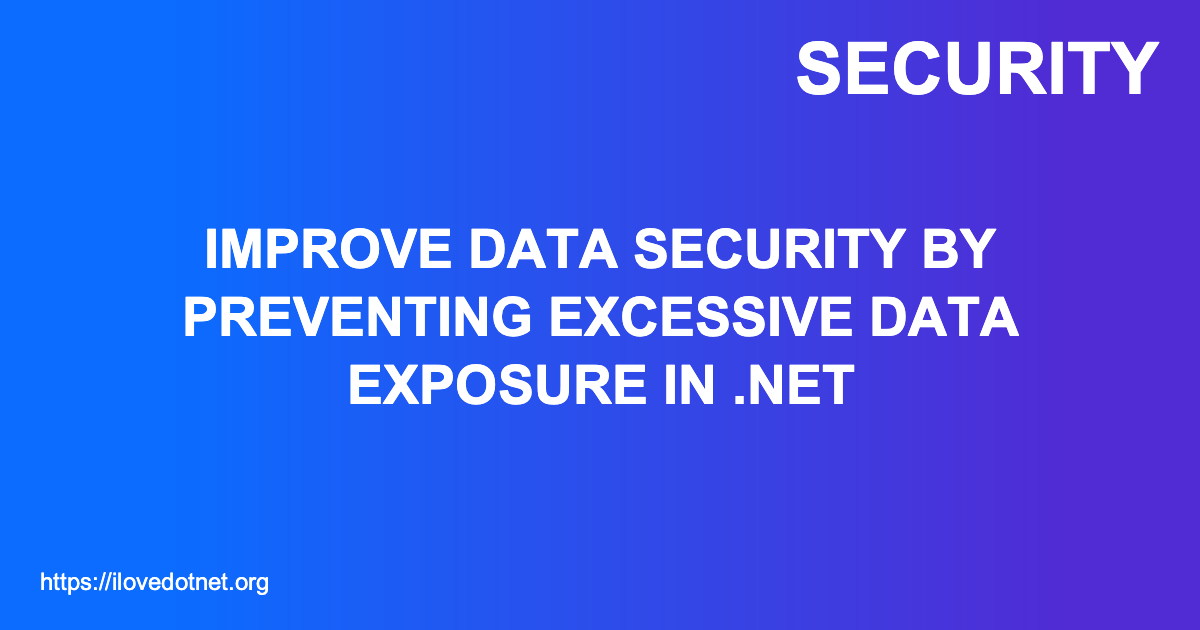 SECURITY
IMPROVE DATA SECURITY BY
PREVENTING EXCESSIVE DATA
EXPOSURE IN .NET
https://ilovedotnet.org